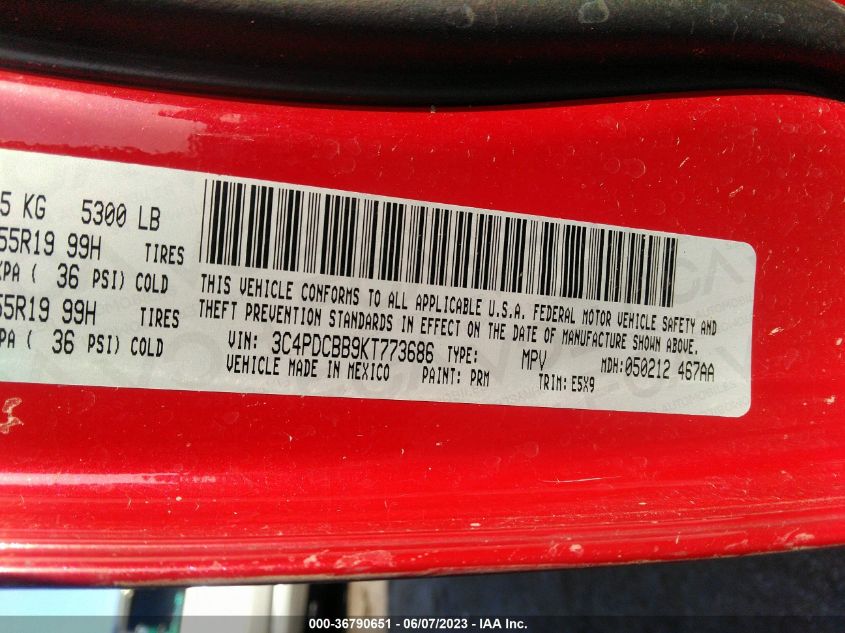 5 KG 5300 LB
55R19 99H TIRES
KPA ( 36 PSI) COLD
55R19 99H TIRES
PA ( 36 PSI) COLD
THIS VEHICLE CONFORMS TO ALL APPLICABLE U.S.A. FEDERAL MOTOR VEHICLE SAFETY AND
THEFT PREVENTION STANDARDS IN EFFECT ON THE DATE OF MANUFACTURE SHOWN ABOVE.
VIN: 3C4PDCBB9KT773686 TYPE: MPV MDH:050212 467AA
VEHICLE MADE IN MEXICO PAINT: PRM TRIM: E5X9
000-36790651 - 06/07/2023 - IAA Inc.